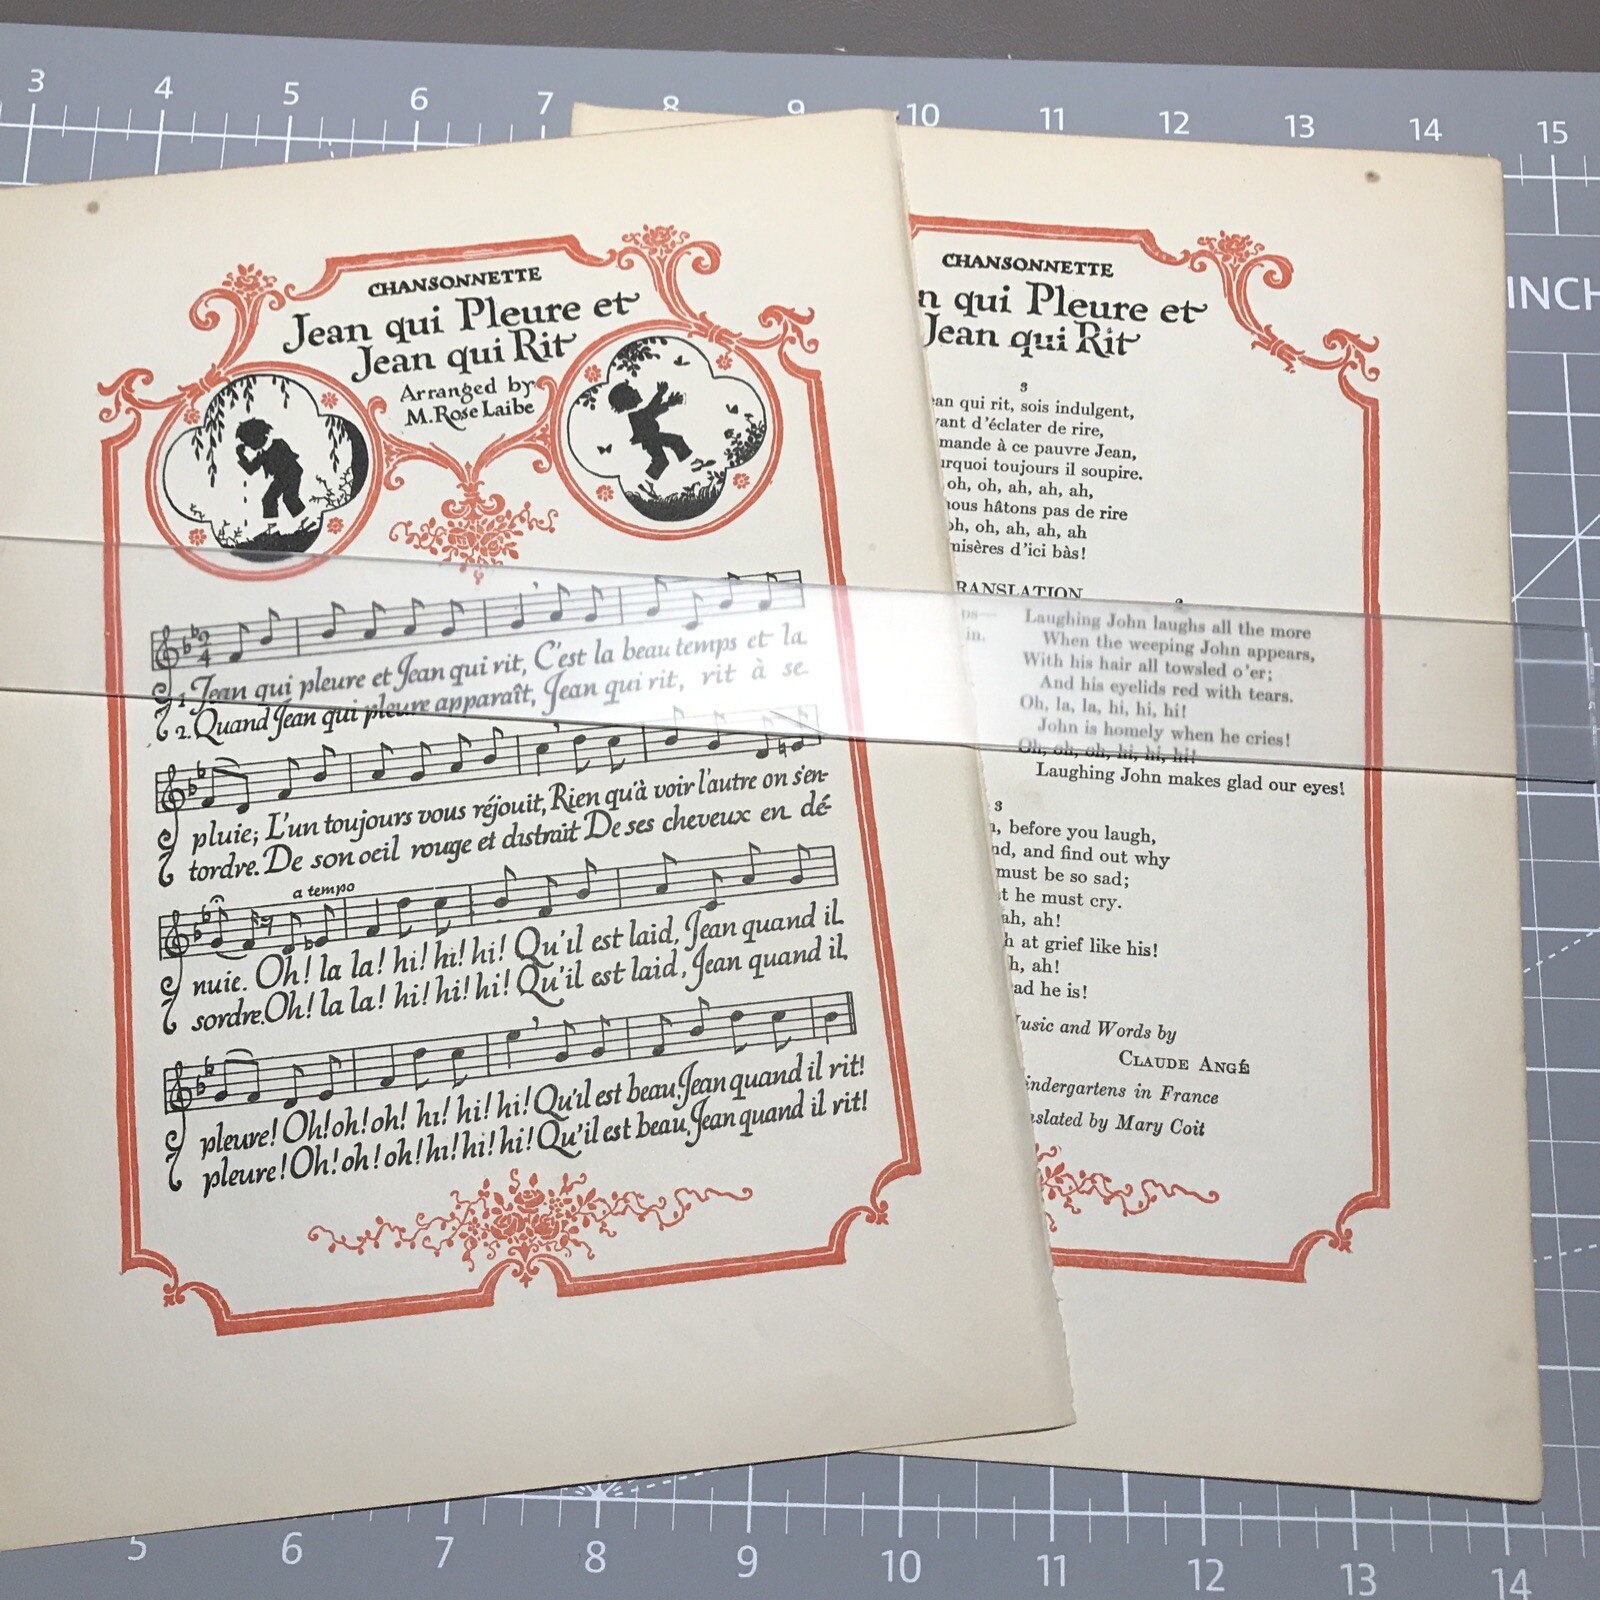 3 4 5 6 7 8 9 10 11 12 13 14 15
INCH
CHANSONNETTE
Jean qui Pleure et
Jean qui Rit
Arranged by
M. Rose Laibe
2
4
1. Jean qui pleure et Jean qui rit, C'est la beau temps et la
2. Quand Jean qui pleure apparaît, Jean qui rit, rit à se
pluie; L'un toujours vous réjouit, Rien qu'à voir l'autre on s'en-
tordre. De son oeil rouge et distrait De ses cheveux en dé-
a tempo
nuie. Oh! la la! hi! hi! hi! Qu'il est laid, Jean quand il
sordre. Oh! la la! hi! hi! hi! Qu'il est laid, Jean quand il
pleure! Oh! oh! oh! hi! hi! hi! Qu'il est beau, Jean quand il rit!
pleure! Oh! oh! oh! hi! hi! hi! Qu'il est beau, Jean quand il rit!
CHANSONNETTE
n qui Pleure et
Jean qui Rit
3
ean qui rit, sois indulgent,
vant d'éclater de rire,
mande à ce pauvre Jean,
urquoi toujours il soupire.
oh, oh, ah, ah, ah,
nous hâtons pas de rire
oh, oh, ah, ah, ah
misères d'ici bàs!
RANSLATION
ps—
in.
2
Laughing John laughs all the more
When the weeping John appears,
With his hair all towsled o'er;
And his eyelids red with tears.
Oh, la, la, hi, hi, hi!
John is homely when he cries!
Oh, oh, oh, hi, hi, hi!
Laughing John makes glad our eyes!
3
n, before you laugh,
nd, and find out why
must be so sad;
t he must cry.
ah, ah!
h at grief like his!
h, ah!
ad he is!
Music and Words by
CLAUDE ANGÉ
indergartens in France
nslated by Mary Coit
5 6 7 8 9 10 11 12 13 14